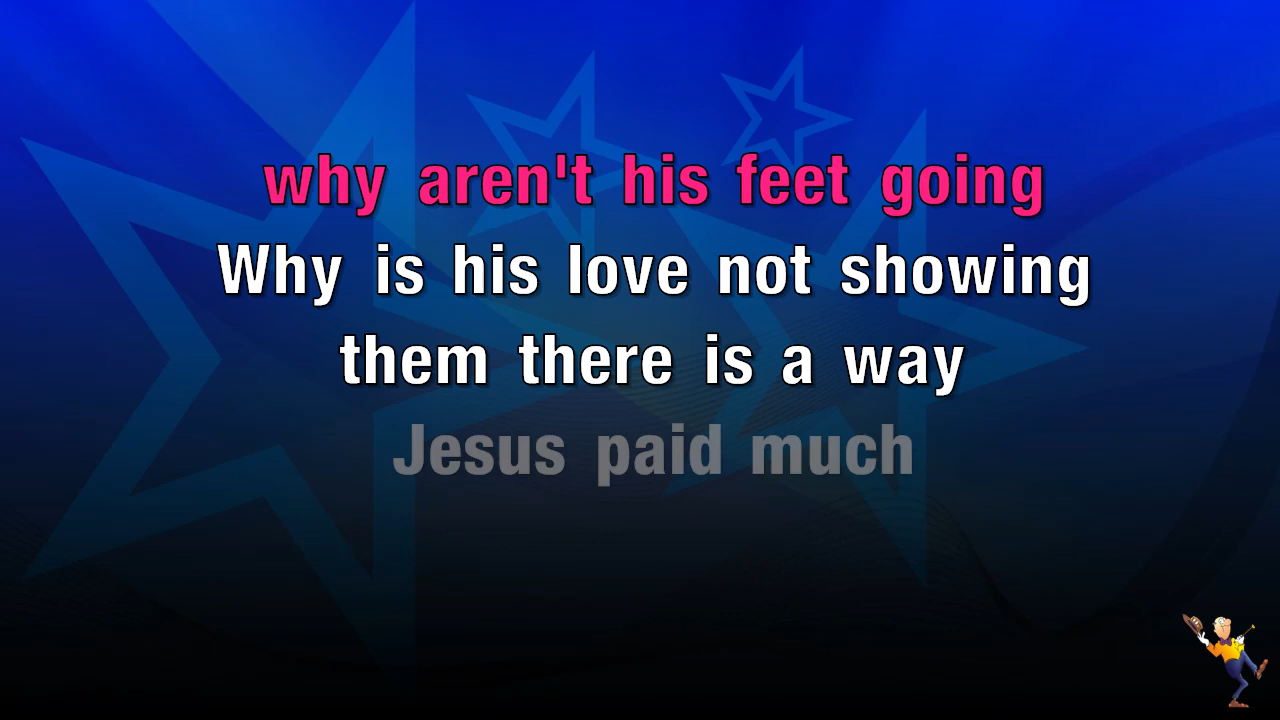 why aren't his feet going
Why is his love not showing
them there is a way
Jesus paid much